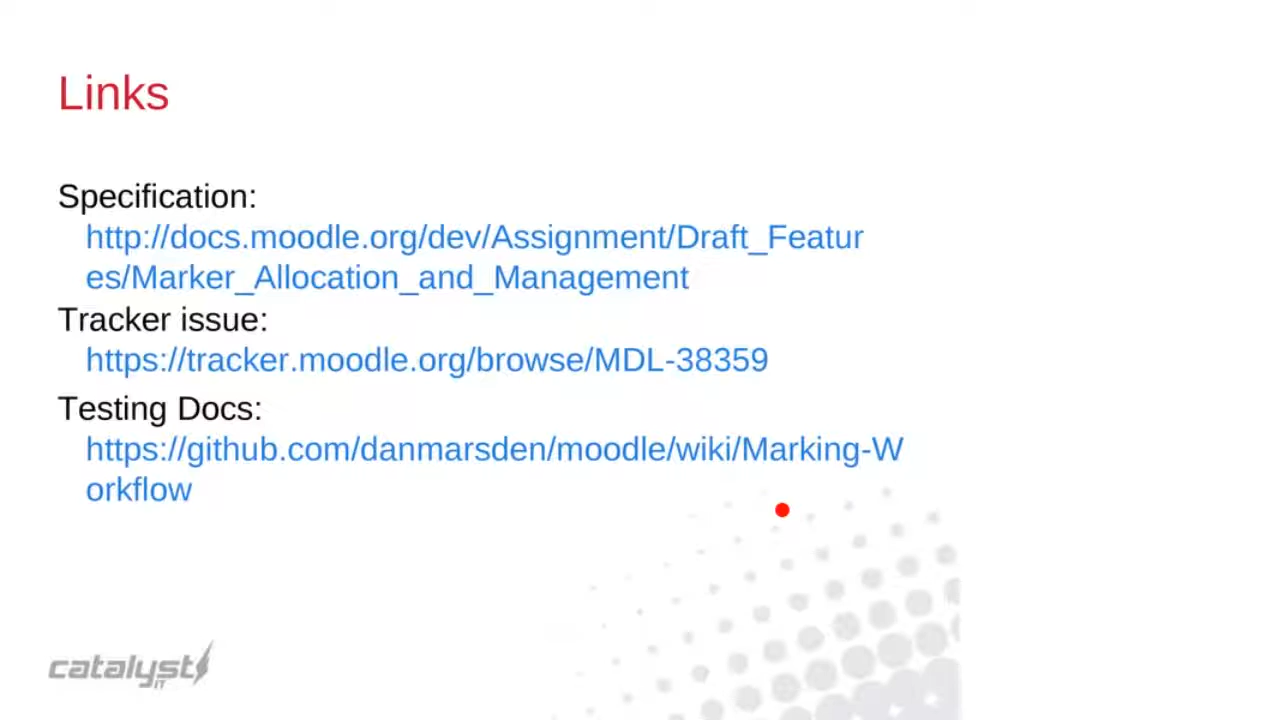 Links
Specification:
http://docs.moodle.org/dev/Assignment/Draft_Featur
es/Marker_Allocation_and_Management
Tracker issue:
https://tracker.moodle.org/browse/MDL-38359
Testing Docs:
https://github.com/danmarsden/moodle/wiki/Marking-W
orkflow
catalyst
IT